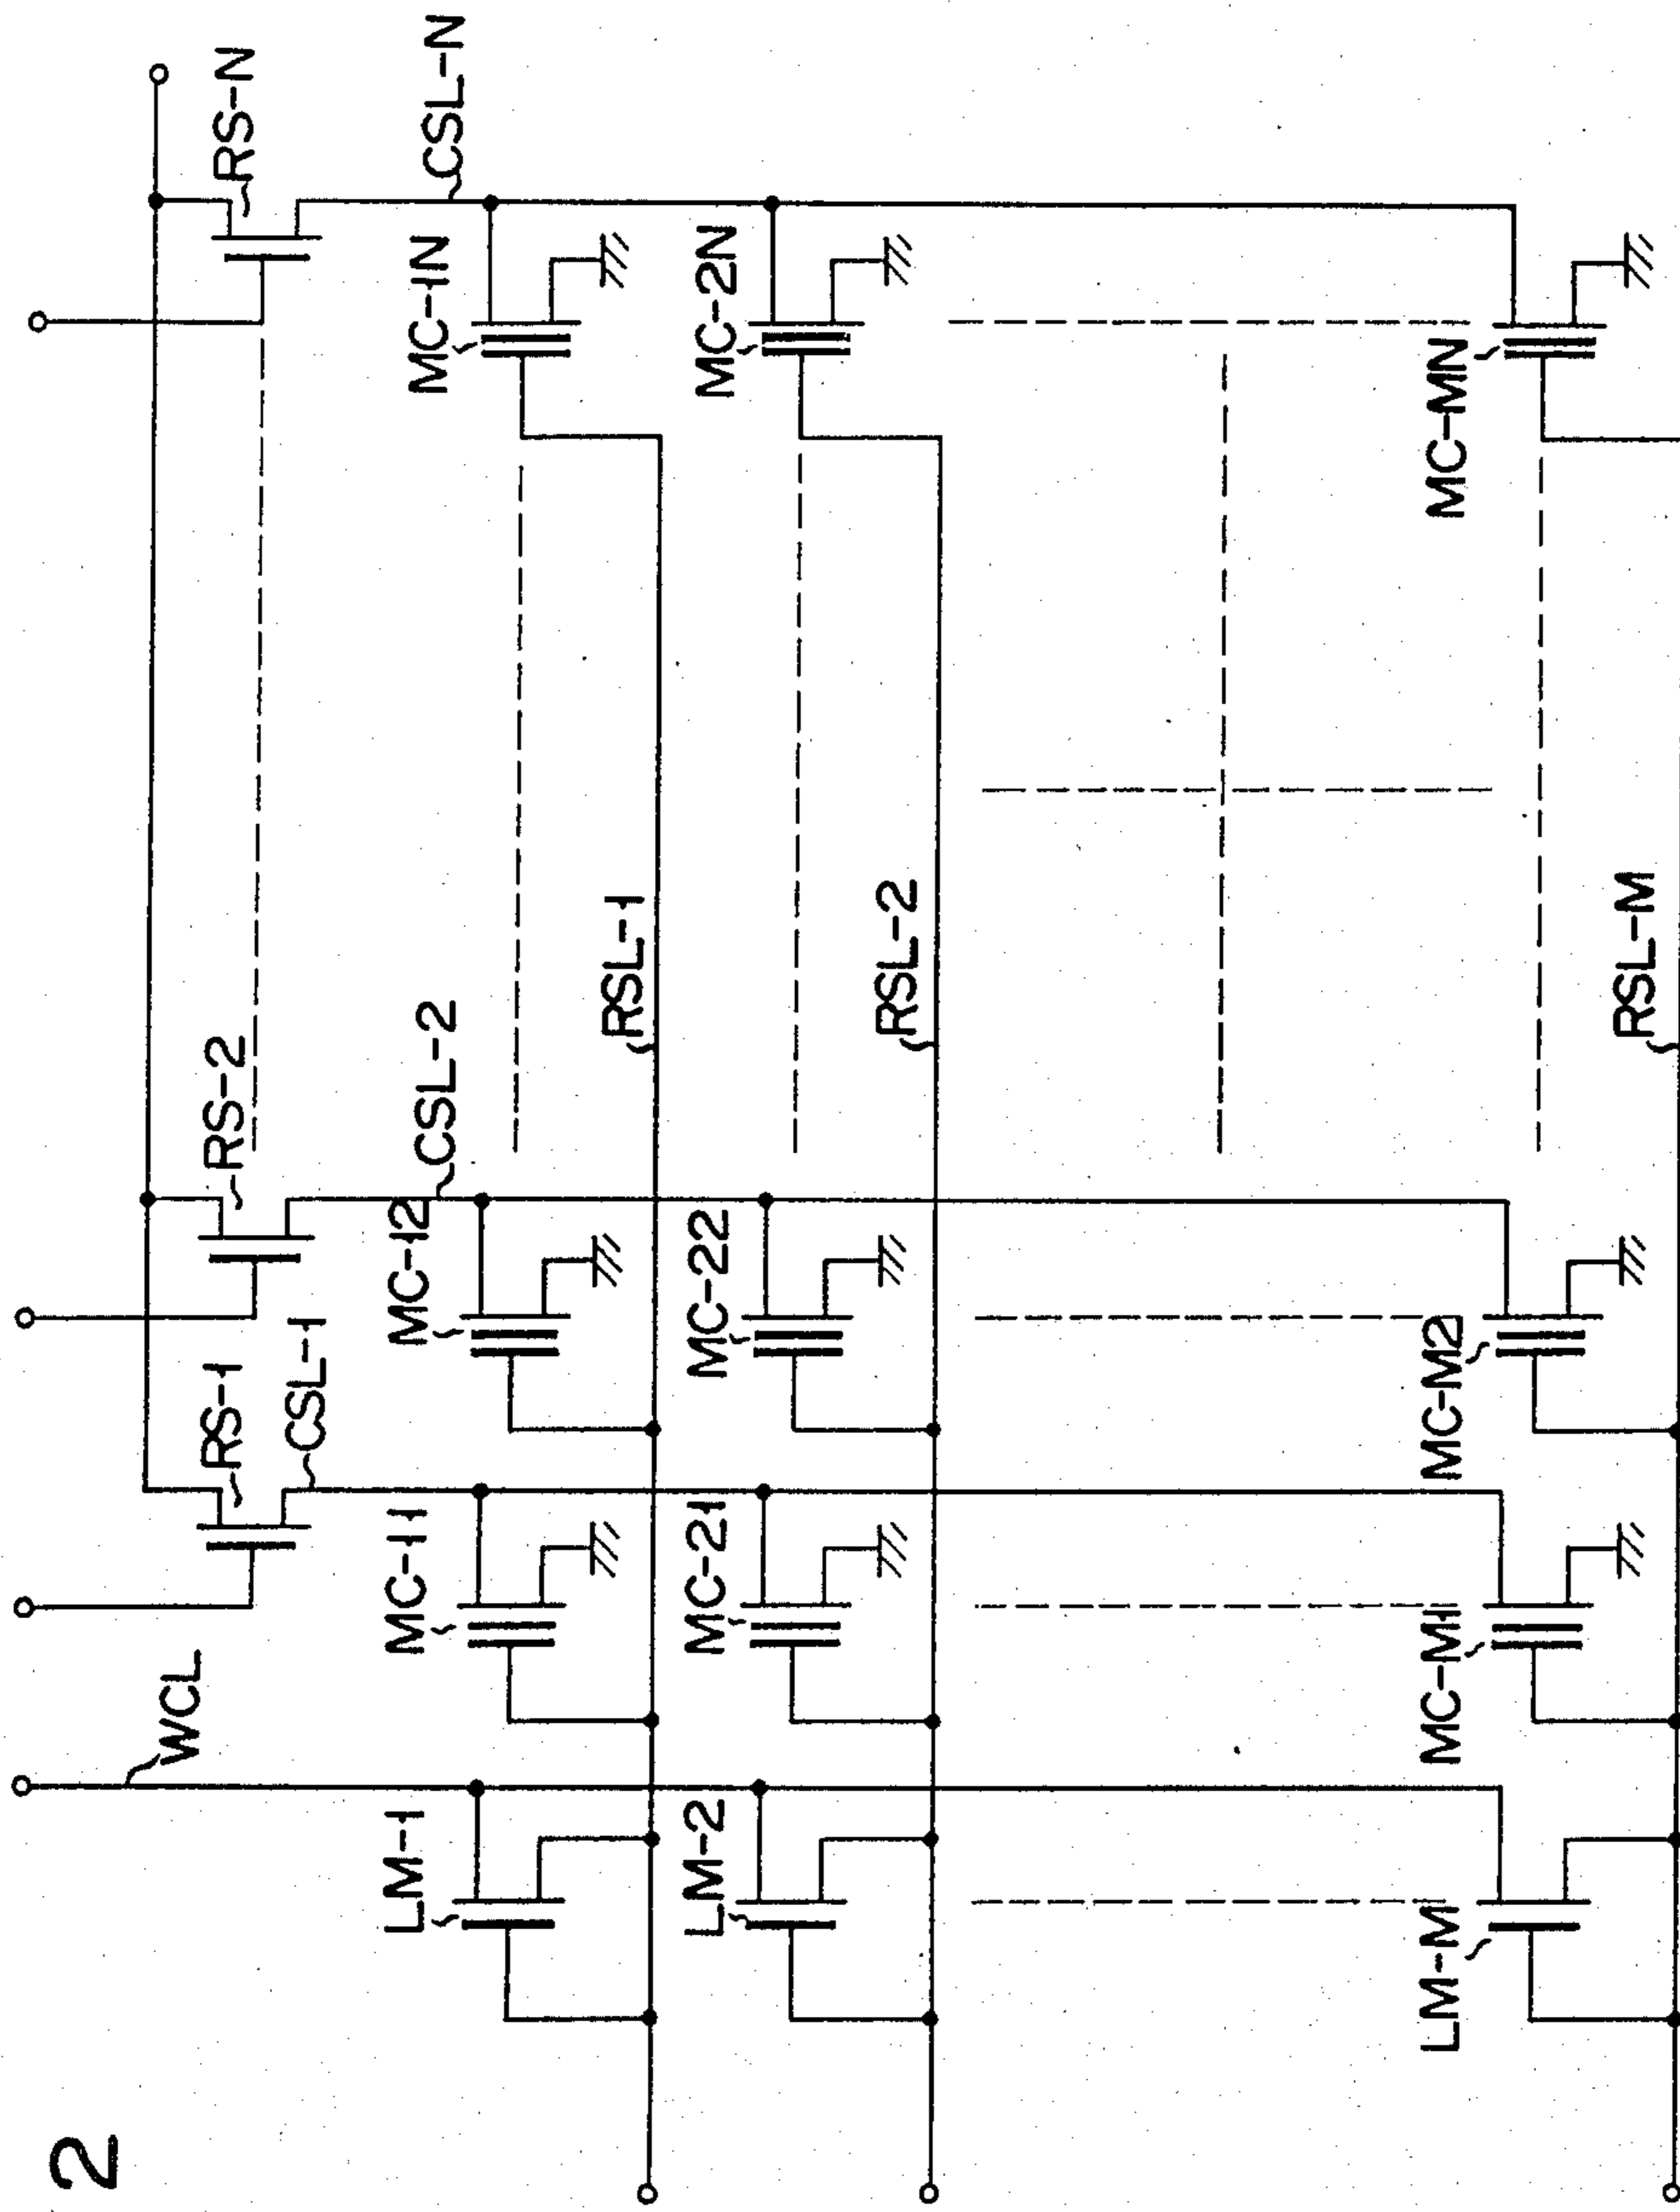 2
WCL
RS-1
CSL-1
RS-2
CSL-2
RS-N
CSL-N
LM-1
MC-11
MC-12
MC-1N
RSL-1
LM-2
MC-21
MC-22
MC-2N
RSL-2
LM-M
MC-M1
MC-M2
MC-MN
RSL-M